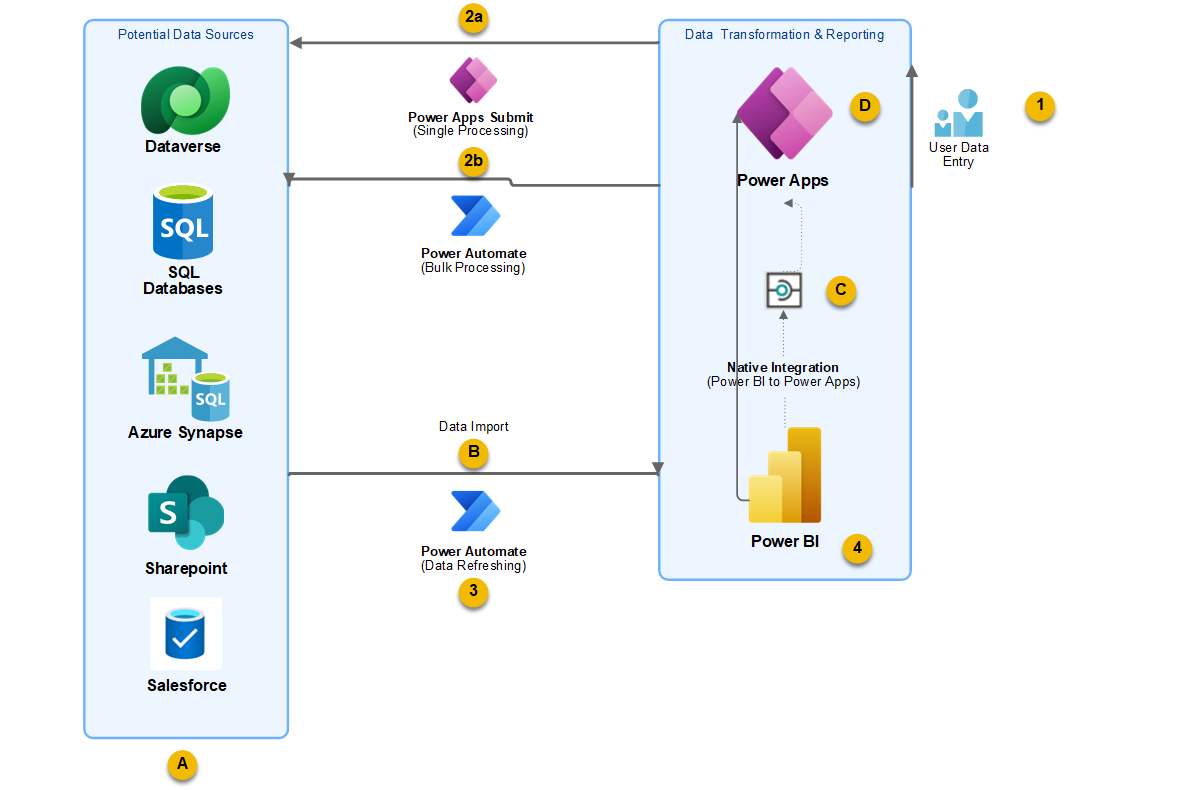 Potential Data Sources
Dataverse
SQL
SQL
Databases
SQL
Azure Synapse
S
Sharepoint
Salesforce
A
2a
Power Apps Submit
(Single Processing)
2b
Power Automate
(Bulk Processing)
Data Import
B
Power Automate
(Data Refreshing)
3
Data Transformation & Reporting
D
Power Apps
C
Native Integration
(Power BI to Power Apps)
Power BI
4
1
User Data
Entry